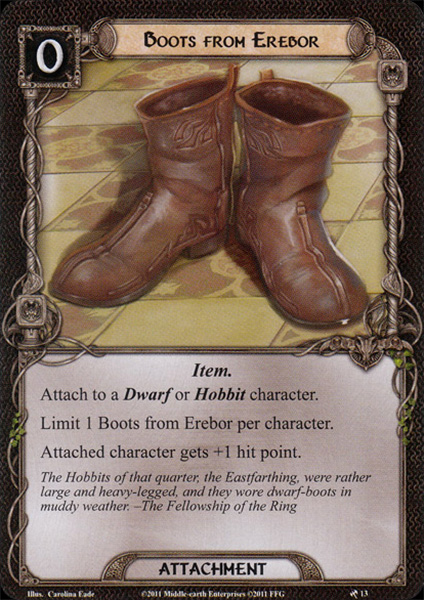 0
BOOTS FROM EREBOR
Item.
Attach to a Dwarf or Hobbit character.
Limit 1 Boots from Erebor per character.
Attached character gets +1 hit point.
The Hobbits of that quarter, the Eastfarthing, were rather
large and heavy-legged, and they wore dwarf-boots in
muddy weather. –The Fellowship of the Ring
ATTACHMENT
Illus. Carolina Eade ©2011 Middle-earth Enterprises ©2011 FFG 13